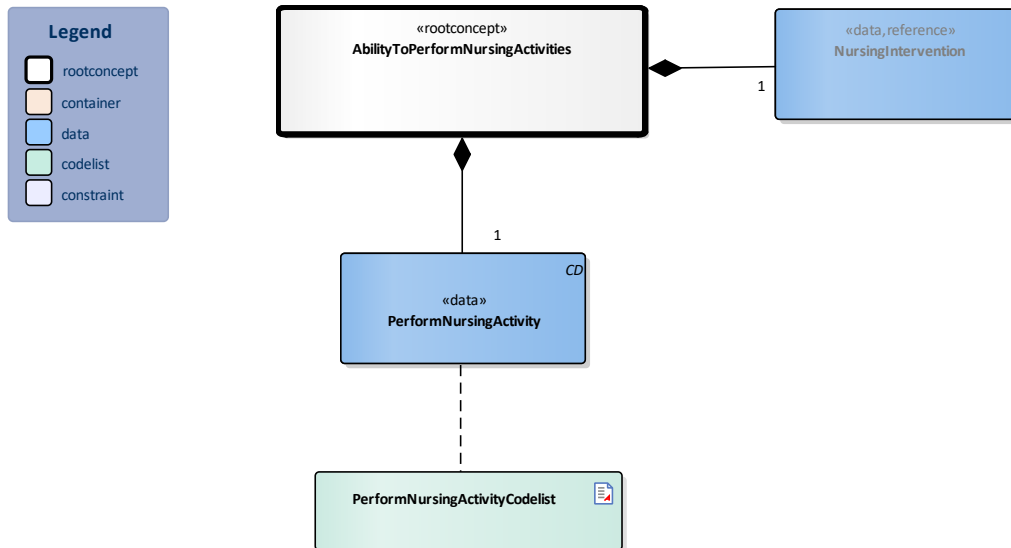 Legend
rootconcept
container
data
codelist
constraint
«rootconcept»
AbilityToPerformNursingActivities
«data,reference»
NursingIntervention
1
1
CD
«data»
PerformNursingActivity
PerformNursingActivityCodelist